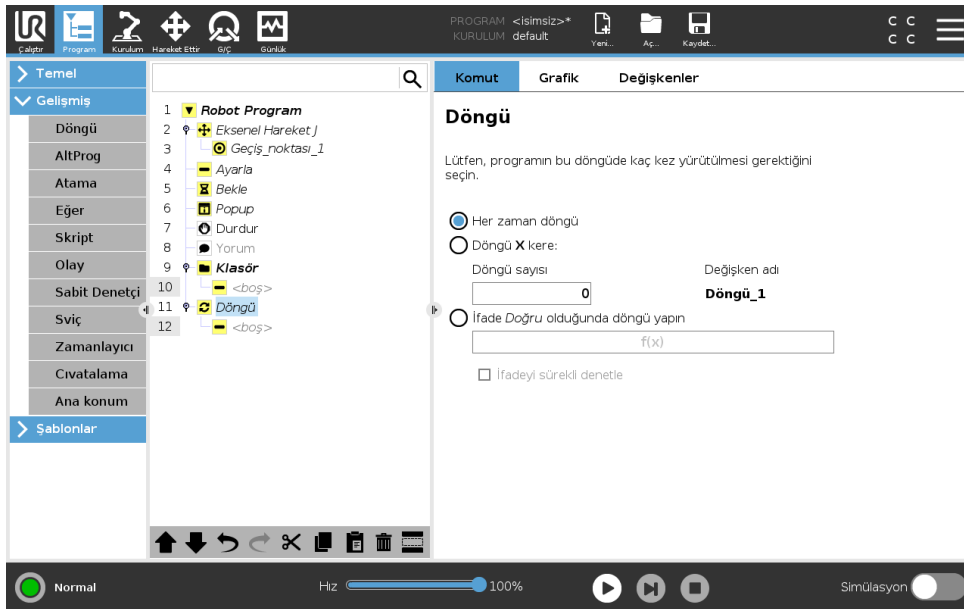 UR
PROGRAM <isimsiz>*
KURULUM default
C C
C C
Çalıştır Program Kurulum Hareket Ettir G/Ç Günlük Yeni... Aç... Kaydet...
Temel
Gelişmiş
Döngü
AltProg
Atama
Eğer
Skript
Olay
Sabit Denetçi
Sviç
Zamanlayıcı
Cıvatalama
Ana konum
Şablonlar
1 Robot Program
2 Eksenel Hareket J
3 Geçiş_noktası_1
4 Ayarla
5 Bekle
6 Popup
7 Durdur
8 Yorum
9 Klasör
10 <boş>
11 Döngü
12 <boş>
Komut Grafik Değişkenler
Döngü
Lütfen, programın bu döngüde kaç kez yürütülmesi gerektiğini
seçin.
Her zaman döngü
Döngü X kere:
Döngü sayısı Değişken adı
0 Döngü_1
İfade Doğru olduğunda döngü yapın
f(x)
İfadeyi sürekli denetle
Normal Hız 100% Simülasyon